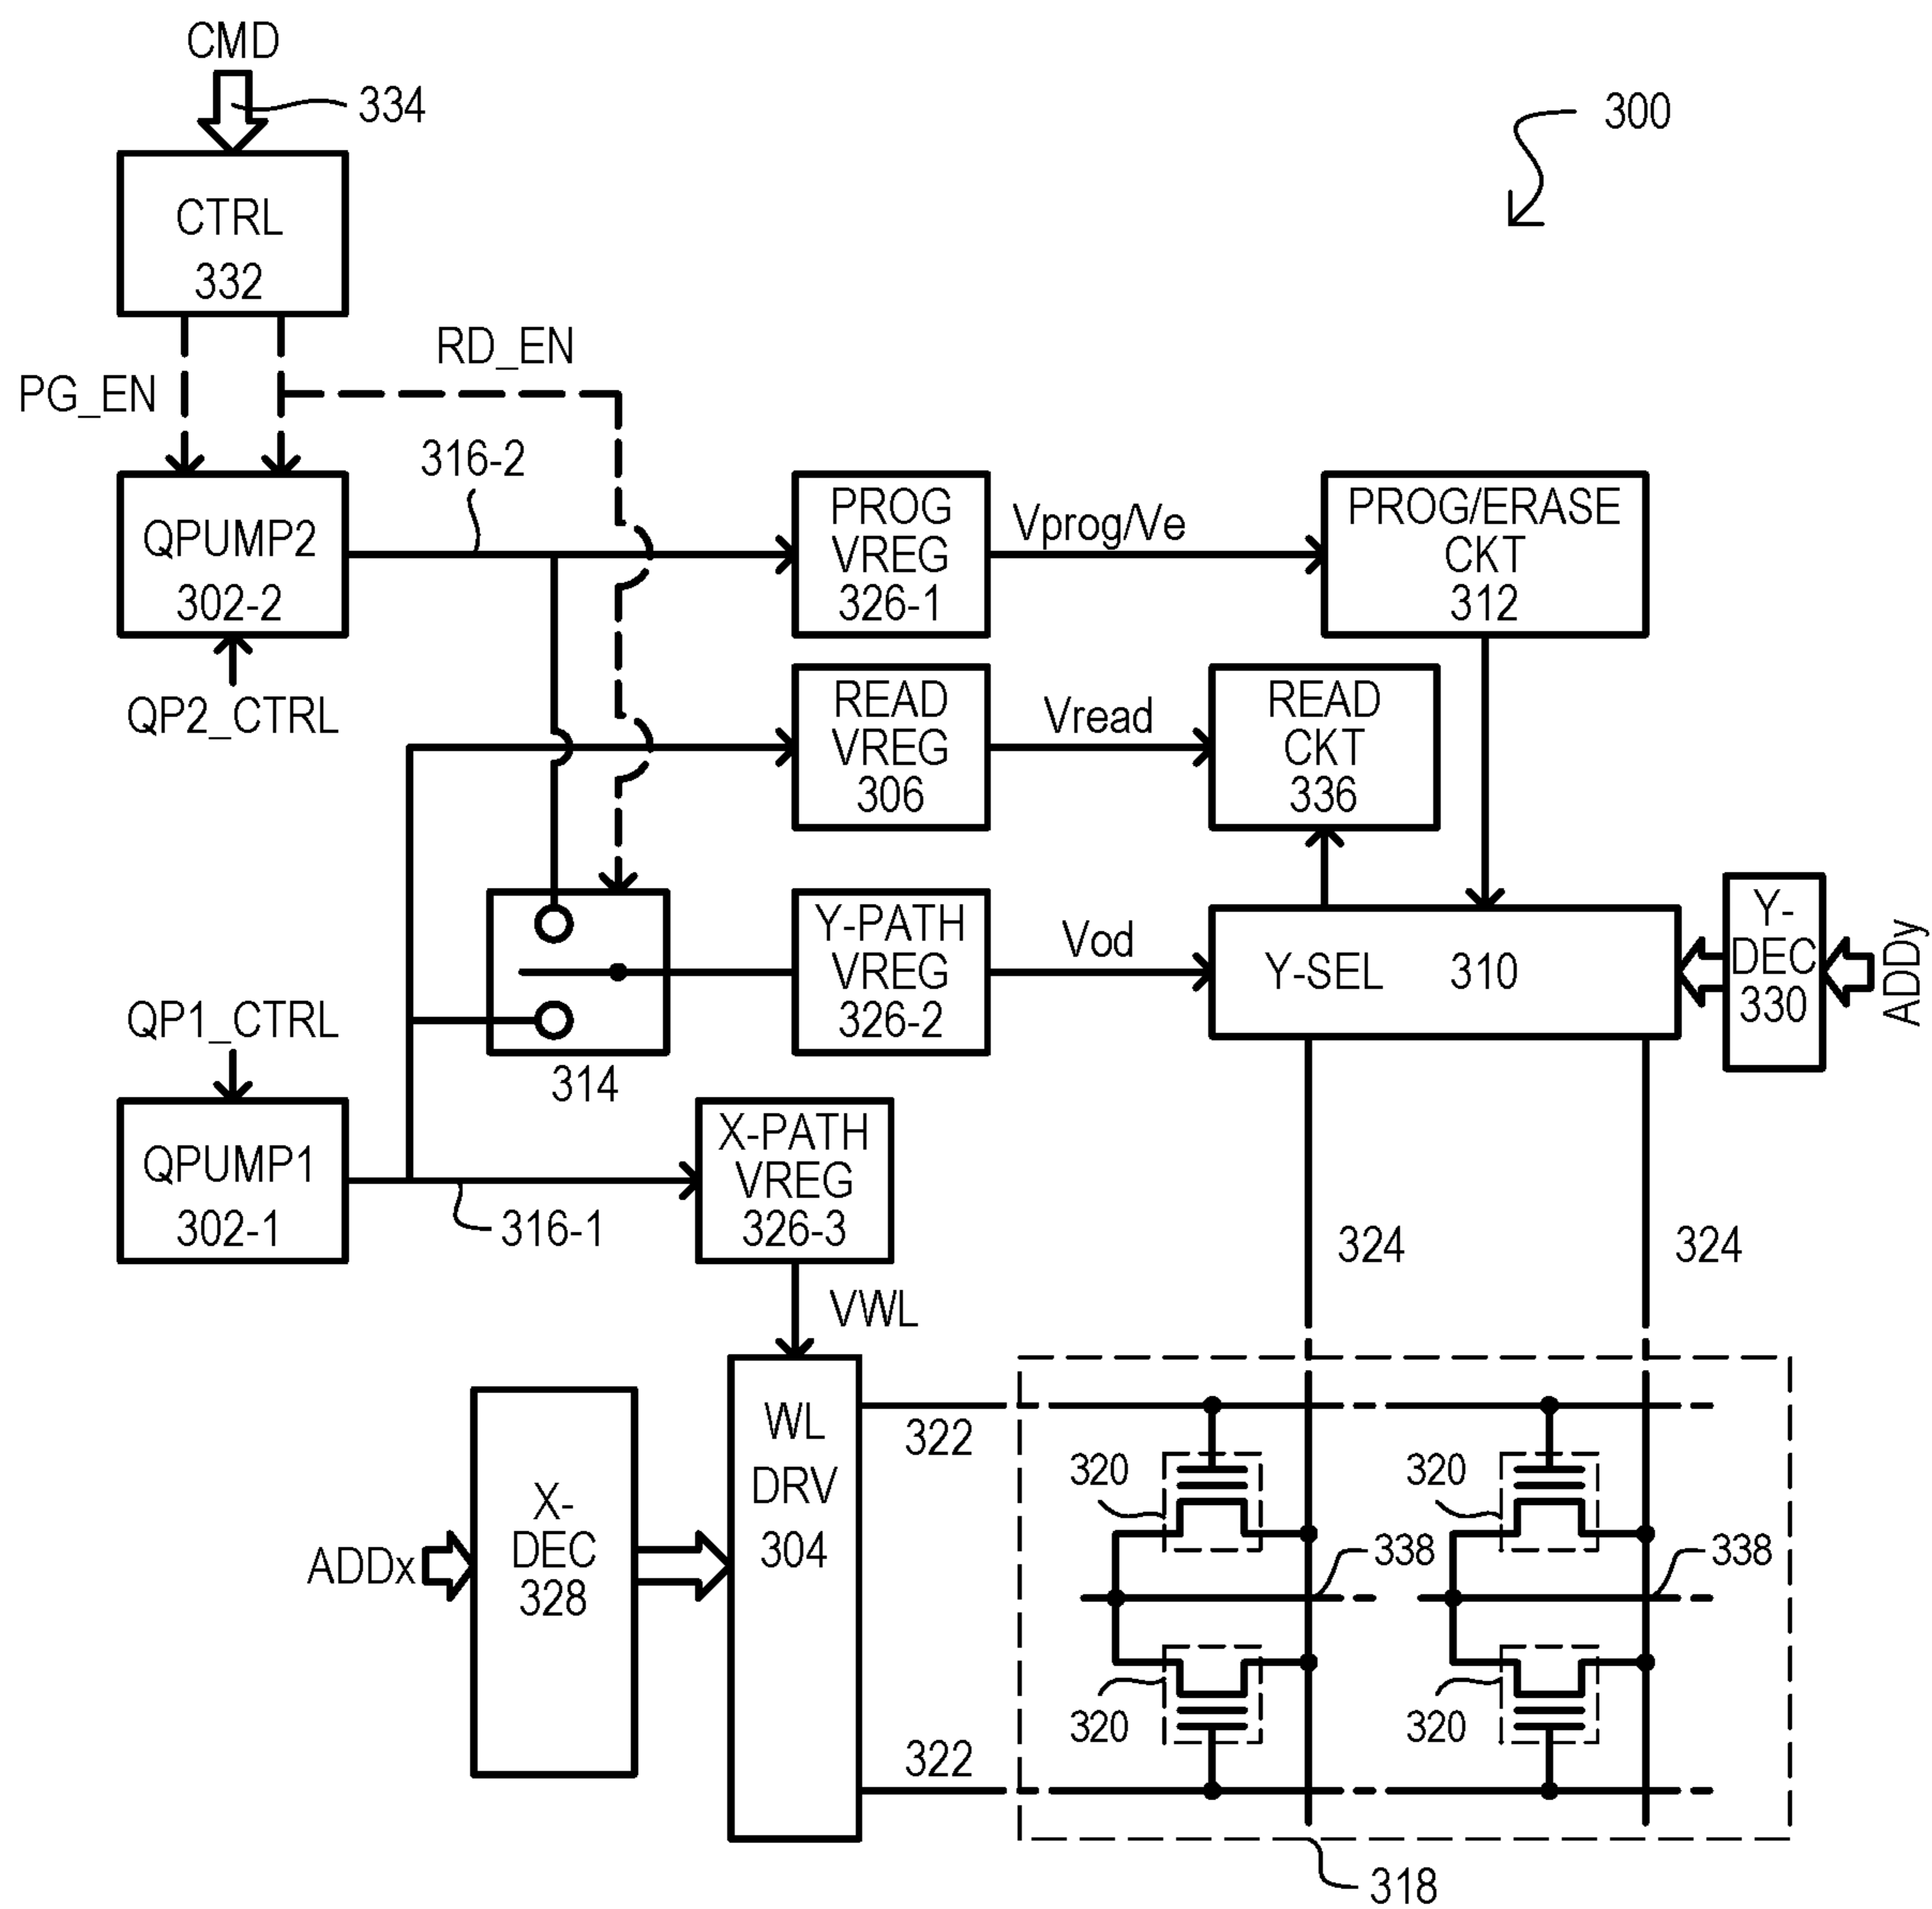 CMD
334
300
CTRL
332
RD_EN
PG_EN
316-2
QPUMP2
302-2
PROG
VREG
326-1
Vprog/Ve
PROG/ERASE
CKT
312
QP2_CTRL
READ
VREG
306
Vread
READ
CKT
336
Y-PATH
VREG
326-2
Vod
Y-SEL 310
Y-
DEC
330
ADDy
QP1_CTRL
314
QPUMP1
302-1
316-1
X-PATH
VREG
326-3
324
324
VWL
WL
DRV
304
322
X-
DEC
328
ADDx
320
320
338
338
320
320
322
318